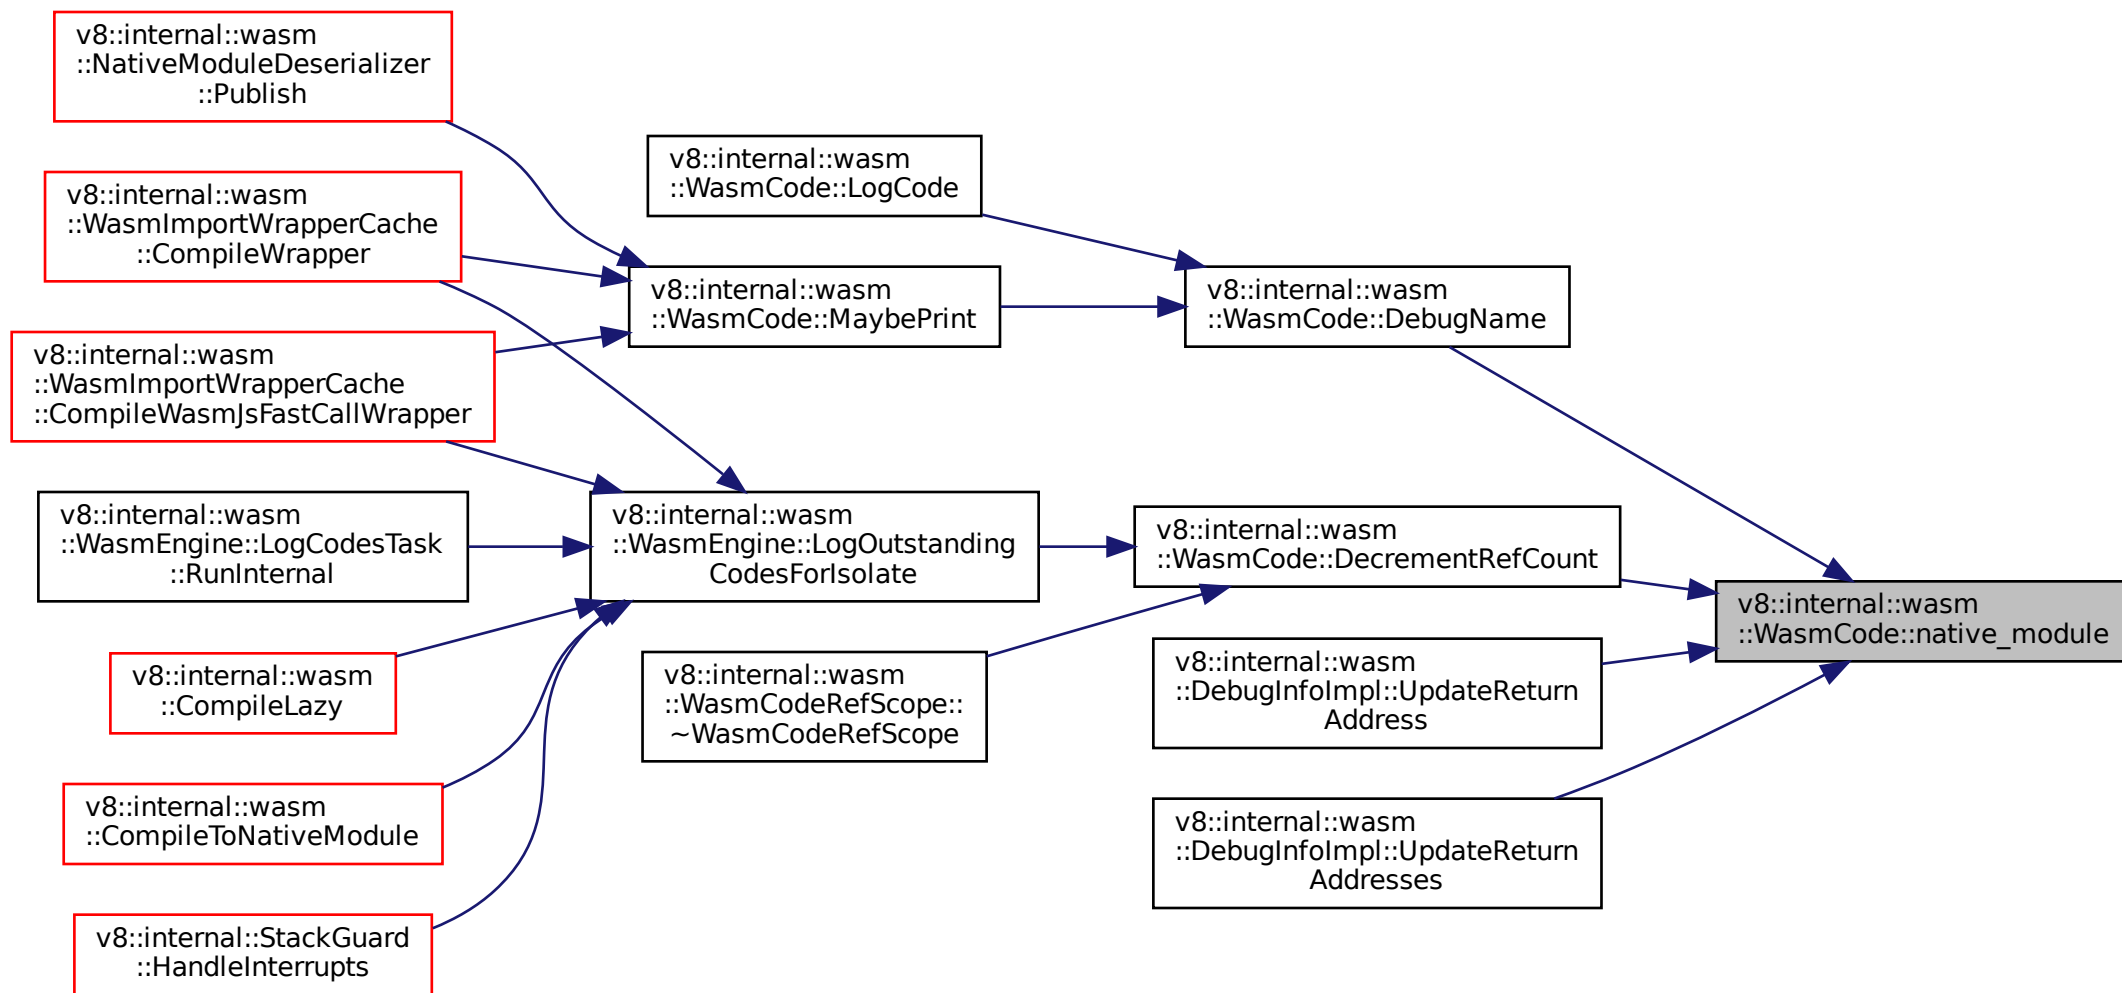 v8::internal::wasm
::NativeModuleDeserializer
::Publish
v8::internal::wasm
::WasmImportWrapperCache
::CompileWrapper
v8::internal::wasm
::WasmImportWrapperCache
::CompileWasmJsFastCallWrapper
v8::internal::wasm
::WasmEngine::LogCodesTask
::RunInternal
v8::internal::wasm
::CompileLazy
v8::internal::wasm
::CompileToNativeModule
v8::internal::StackGuard
::HandleInterrupts
v8::internal::wasm
::WasmCode::LogCode
v8::internal::wasm
::WasmCode::MaybePrint
v8::internal::wasm
::WasmEngine::LogOutstanding
CodesForIsolate
v8::internal::wasm
::WasmCodeRefScope::
~WasmCodeRefScope
v8::internal::wasm
::WasmCode::DebugName
v8::internal::wasm
::WasmCode::DecrementRefCount
v8::internal::wasm
::DebugInfoImpl::UpdateReturn
Address
v8::internal::wasm
::DebugInfoImpl::UpdateReturn
Addresses
v8::internal::wasm
::WasmCode::native_module